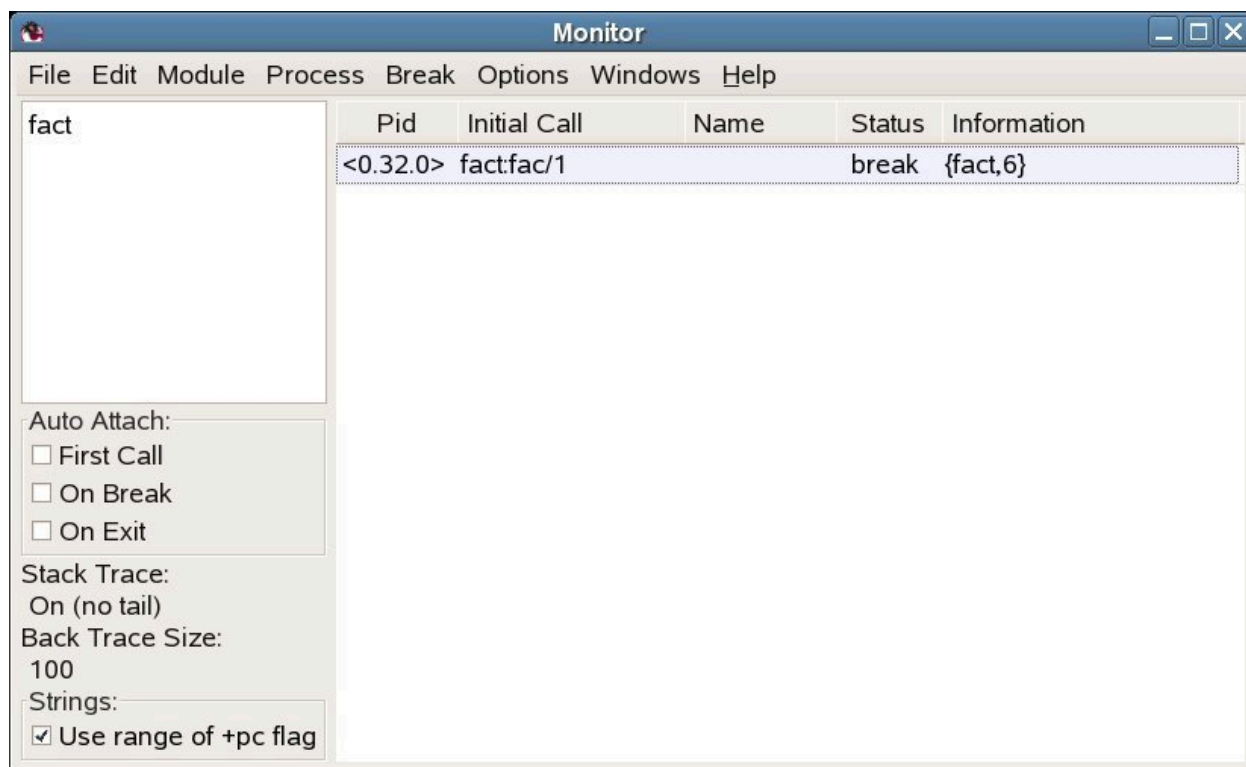 Monitor
File Edit Module Process Break Options Windows Help
fact
Pid Initial Call Name Status Information
<0.32.0> fact:fac/1 break {fact,6}
Auto Attach:
First Call
On Break
On Exit
Stack Trace:
On (no tail)
Back Trace Size:
100
Strings:
Use range of +pc flag